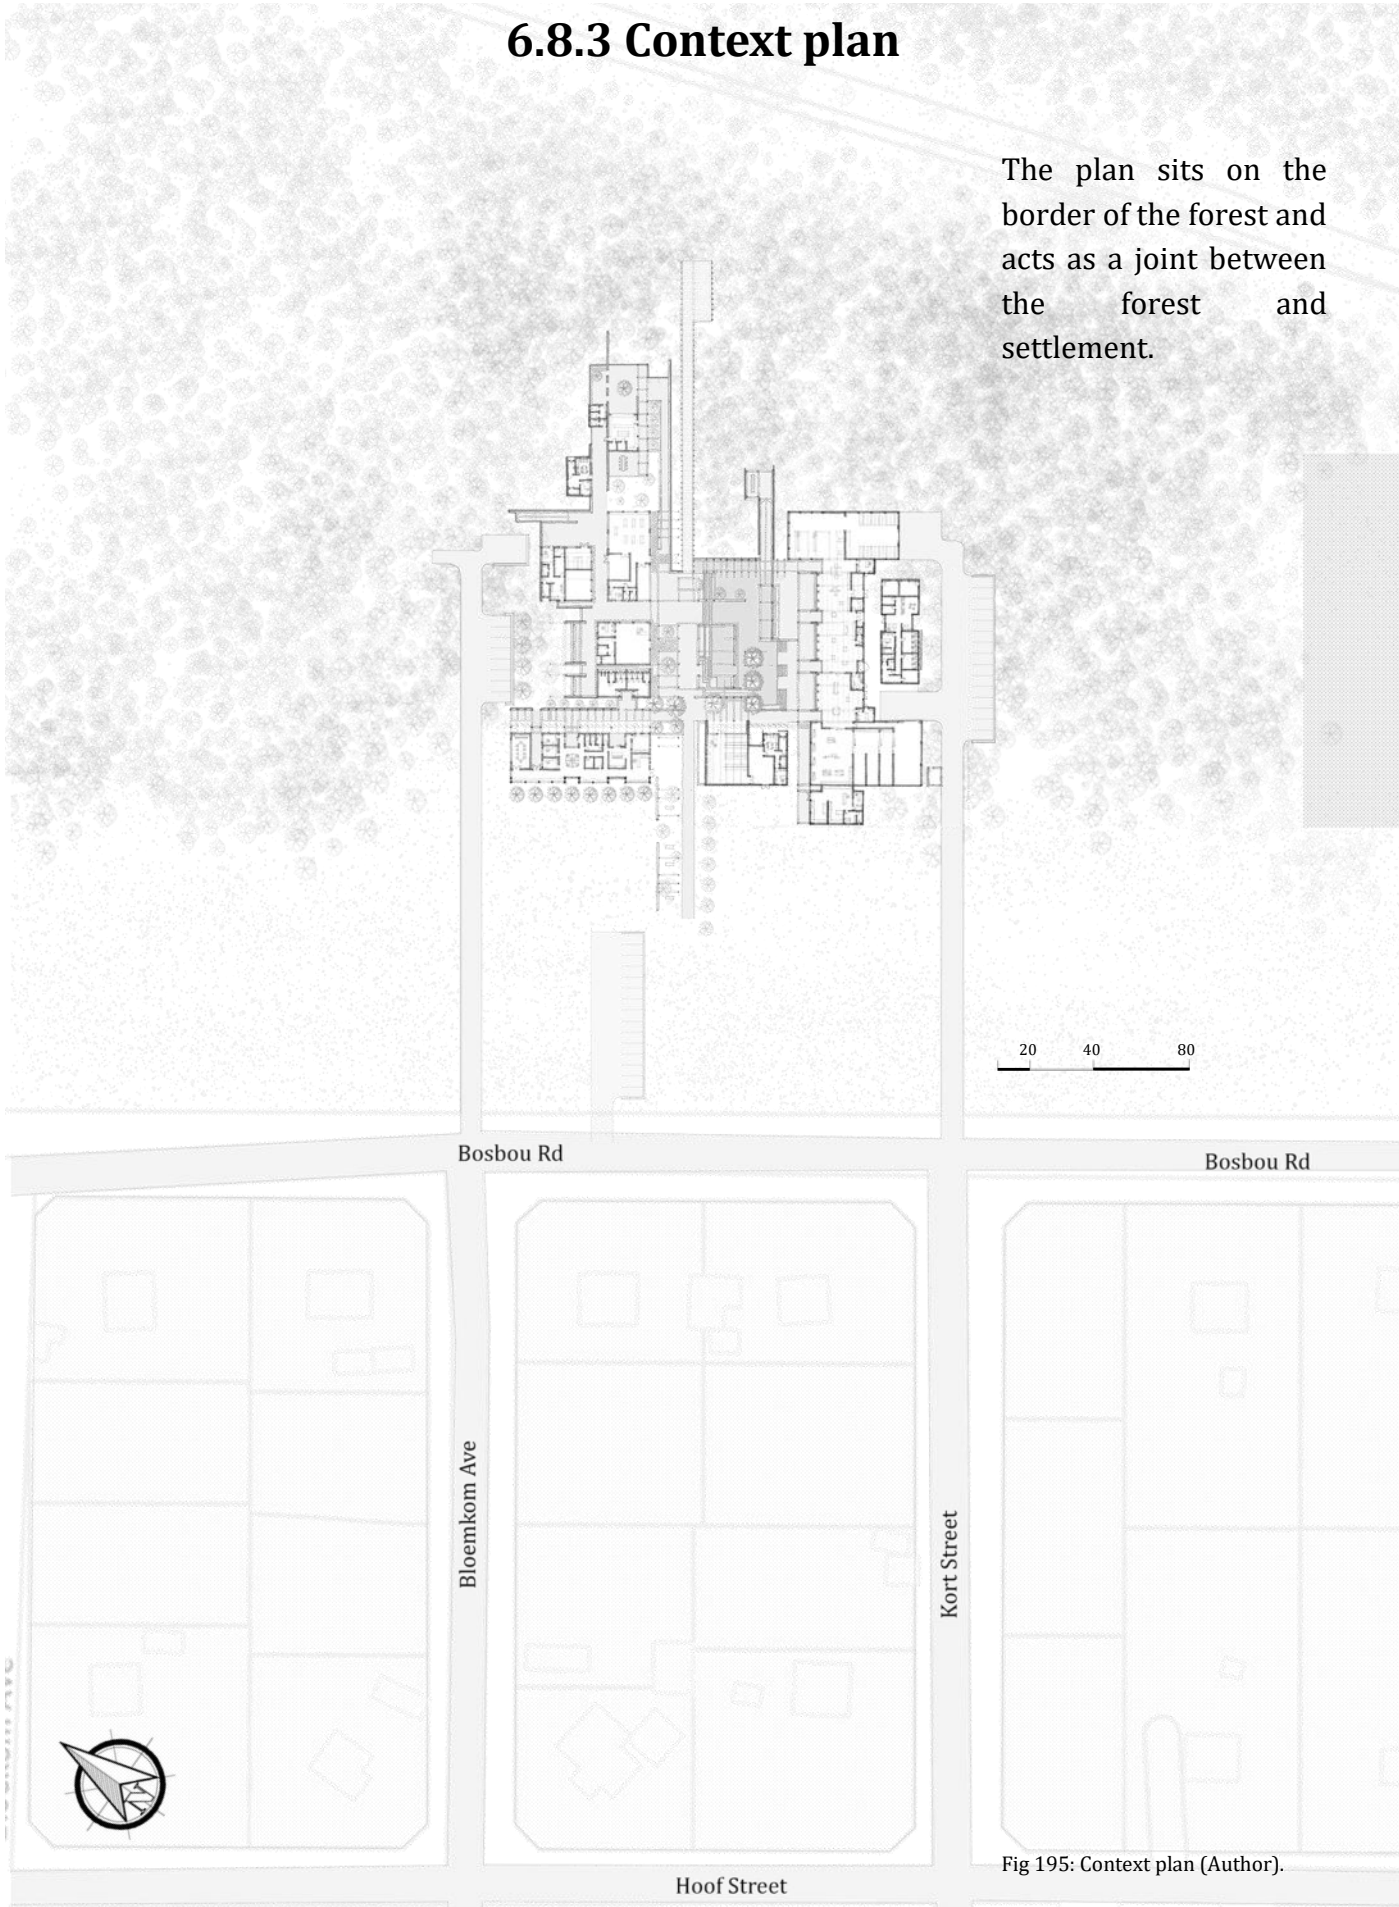 6.8.3 Context plan
The plan sits on the
border of the forest and
acts as a joint between
the forest and
settlement.
20 40 80
Bosbou Rd
Bosbou Rd
Bloemkom Ave
Kort Street
Fig 195: Context plan (Author).
Hoof Street